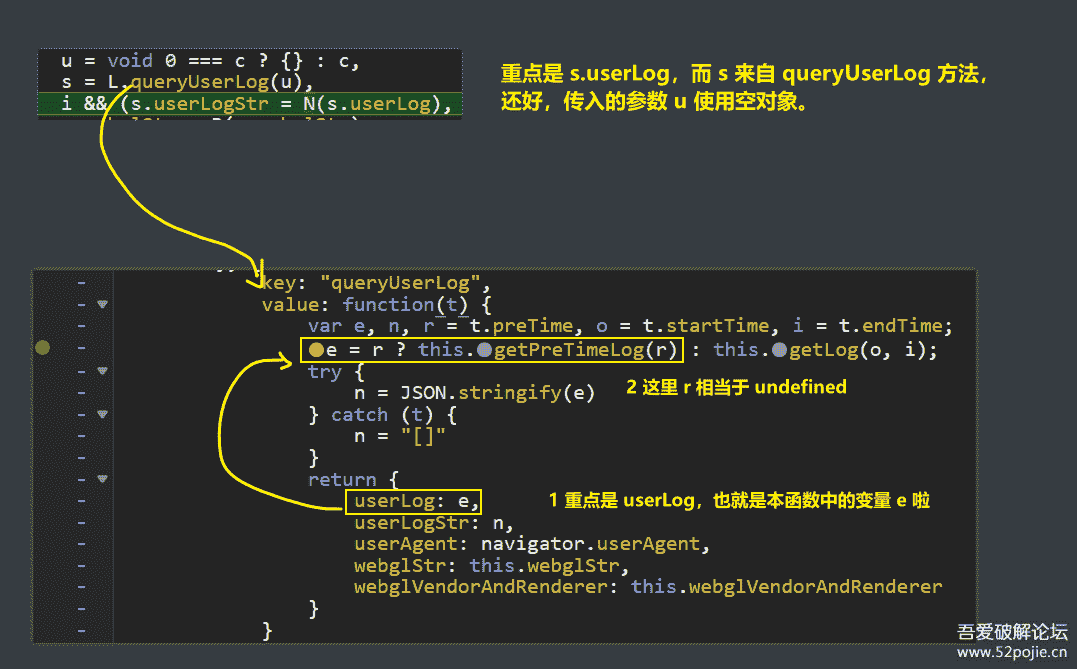 u = void 0 === c ? {} : c,
s = L.queryUserLog(u),
i && (s.userLogStr = N(s.userLog),
重点是 s.userLog，而 s 来自 queryUserLog 方法，
还好，传入的参数 u 使用空对象。
key: "queryUserLog",
value: function(t) {
var e, n, r = t.preTime, o = t.startTime, i = t.endTime;
e = r ? this.getPreTimeLog(r) : this.getLog(o, i);
try {
n = JSON.stringify(e)
2 这里 r 相当于 undefined
} catch (t) {
n = "[]"
}
return {
userLog: e,
1 重点是 userLog，也就是本函数中的变量 e 啦
userLogStr: n,
userAgent: navigator.userAgent,
webglStr: this.webglStr,
webglVendorAndRenderer: this.webglVendorAndRenderer
}
}
吾爱破解论坛
www.52pojie.cn